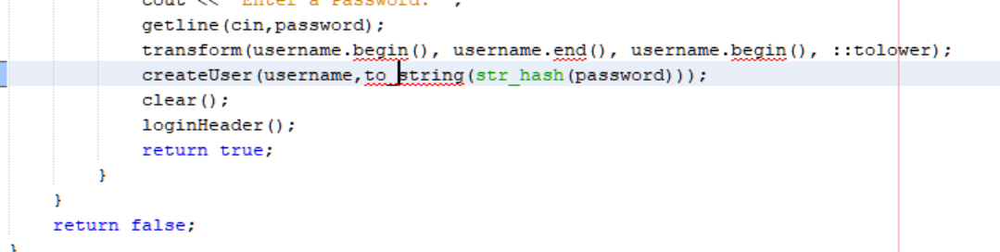 cout << "Enter a Password: ";
getline(cin,password);
transform(username.begin(), username.end(), username.begin(), ::tolower);
createUser(username,to_string(str_hash(password)));
clear();
loginHeader();
return true;
}
}
return false;
}